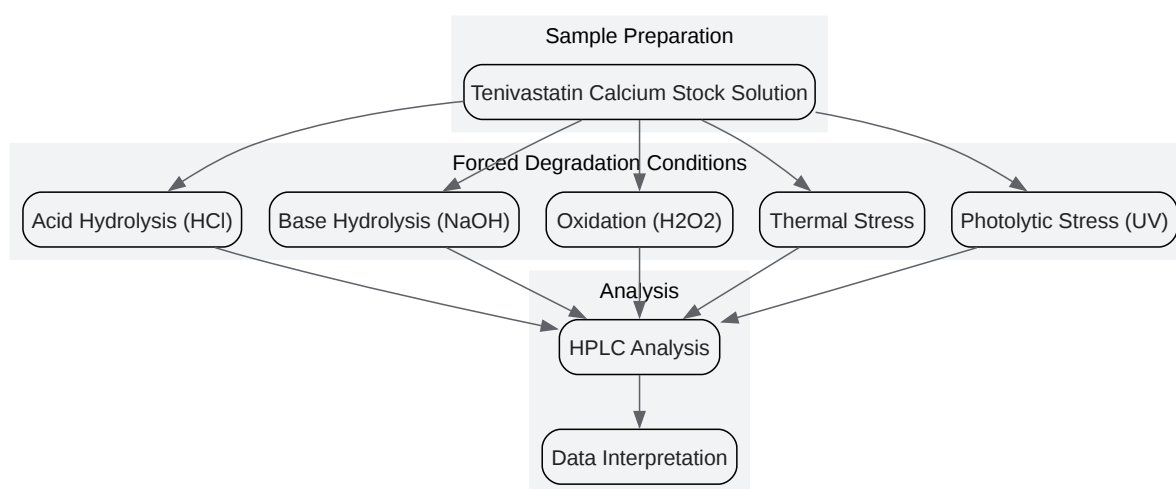 Sample Preparation
Tenivastatin Calcium Stock Solution
Forced Degradation Conditions
Acid Hydrolysis (HCl)
Base Hydrolysis (NaOH)
Oxidation (H2O2)
Thermal Stress
Photolytic Stress (UV)
Analysis
HPLC Analysis
Data Interpretation